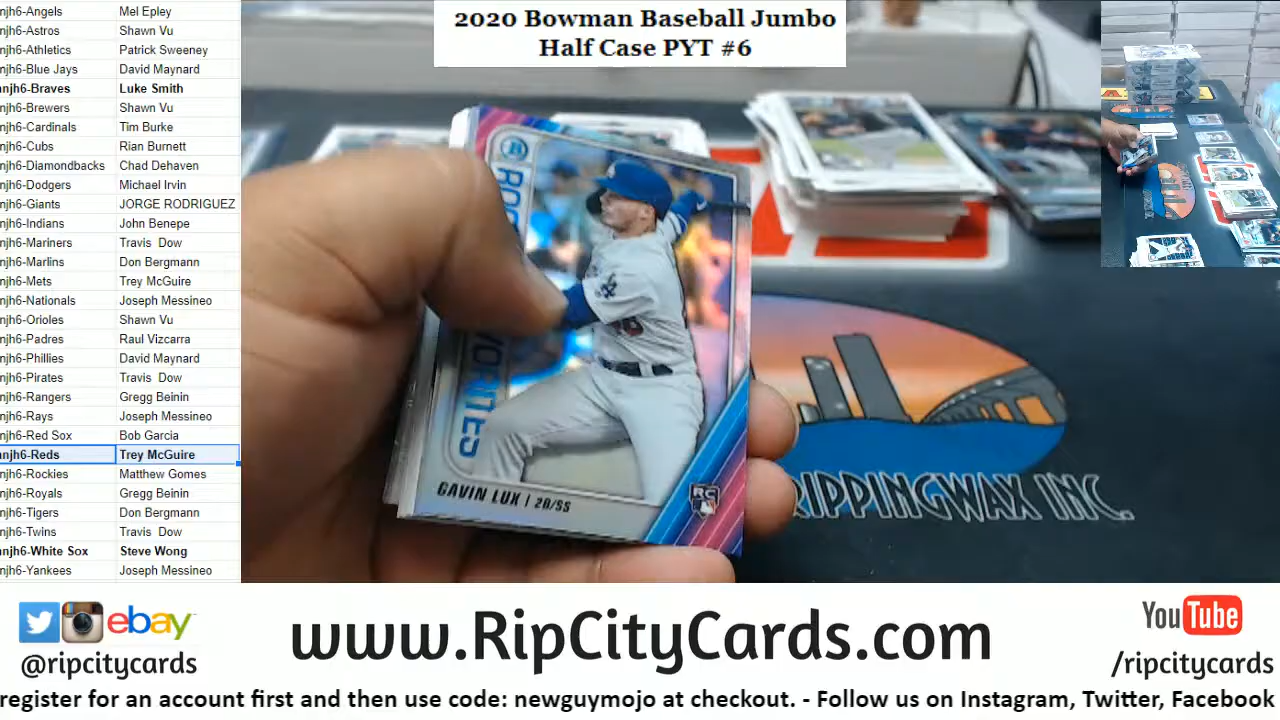 2020 Bowman Baseball Jumbo
Half Case PYT #6
njh6-Angels Mel Epley
njh6-Astros Shawn Vu
njh6-Athletics Patrick Sweeney
njh6-Blue Jays David Maynard
njh6-Braves Luke Smith
njh6-Brewers Shawn Vu
njh6-Cardinals Tim Burke
njh6-Cubs Rian Burnett
njh6-Diamondbacks Chad Dehaven
njh6-Dodgers Michael Irvin
njh6-Giants JORGE RODRIGUEZ
njh6-Indians John Benepe
njh6-Mariners Travis Dow
njh6-Marlins Don Bergmann
njh6-Mets Trey McGuire
njh6-Nationals Joseph Messineo
njh6-Orioles Shawn Vu
njh6-Padres Raul Vizcarra
njh6-Phillies David Maynard
njh6-Pirates Travis Dow
njh6-Rangers Gregg Beinin
njh6-Rays Joseph Messineo
njh6-Red Sox Bob Garcia
njh6-Reds Trey McGuire
njh6-Rockies Matthew Gomes
njh6-Royals Gregg Beinin
njh6-Tigers Don Bergmann
njh6-Twins Travis Dow
njh6-White Sox Steve Wong
njh6-Yankees Joseph Messineo
GAVIN LUX | 2B/SS
RC
RIPPINGWAX INC.
ebay
@ripcitycards
www.RipCityCards.com
YouTube
/ripcitycards
register for an account first and then use code: newguymojo at checkout. - Follow us on Instagram, Twitter, Facebook